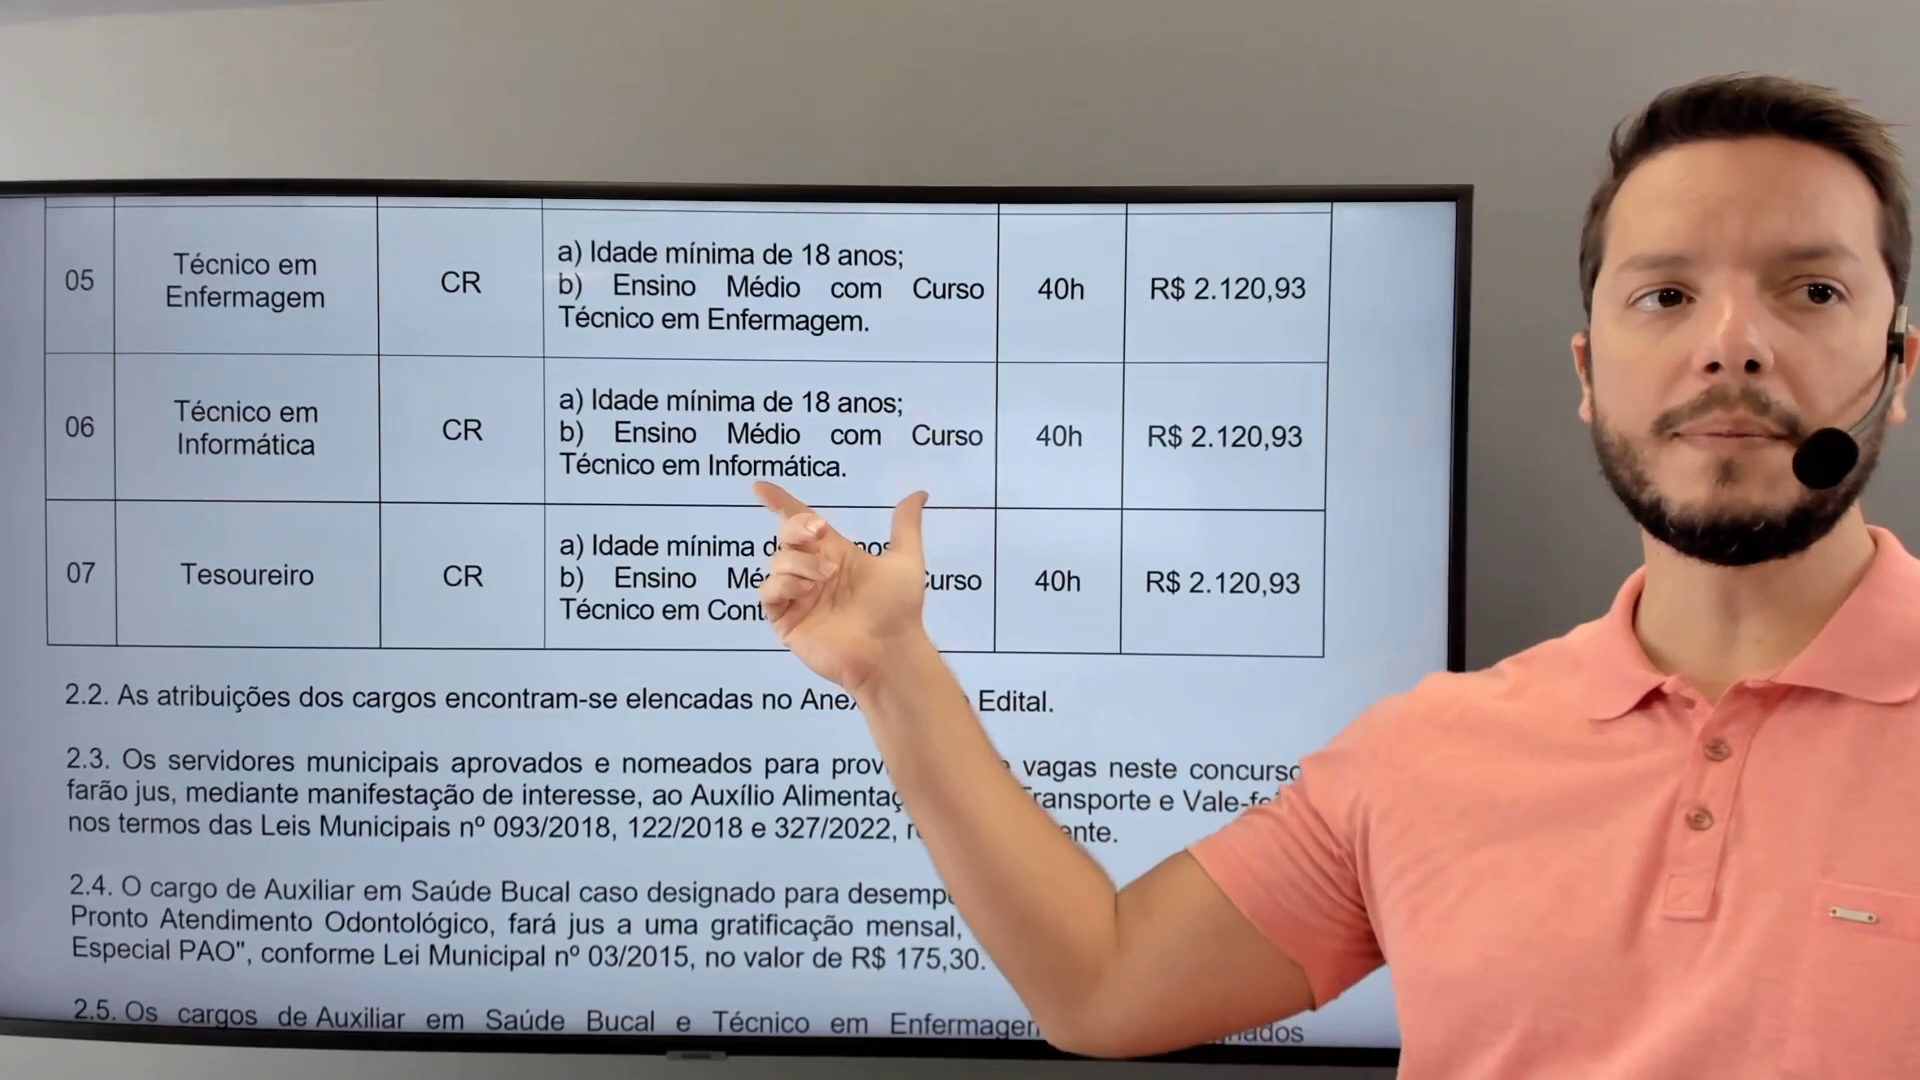 05
Técnico em
Enfermagem
CR
a) Idade mínima de 18 anos;
b) Ensino Médio com Curso
Técnico em Enfermagem.
40h
R$ 2.120,93
06
Técnico em
Informática
CR
a) Idade mínima de 18 anos;
b) Ensino Médio com Curso
Técnico em Informática.
40h
R$ 2.120,93
07
Tesoureiro
CR
a) Idade mínima
b) Ensino
Técnico em
40h
R$ 2.120,93
2.2. As atribuições dos cargos encontram-se elencadas no Edital.
2.3. Os servidores municipais aprovados e nomeados para vagas neste concurso
farão jus, mediante manifestação de interesse, ao Auxílio e
nos termos das Leis Municipais nº 093/2018, 122/2018 e 327/2022,
2.4. O cargo de Auxiliar em Saúde Bucal caso designado para
Pronto Atendimento Odontológico, fará jus a uma gratificação mensal,
Especial PAO", conforme Lei Municipal nº 03/2015, no valor de R$ 175,30.
2.5. Os cargos de Auxiliar em Saúde Bucal e Técnico em